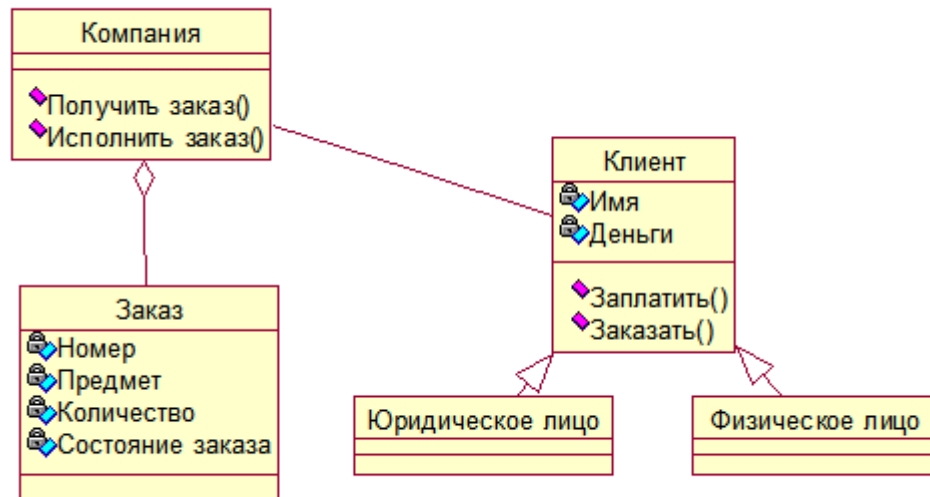 Компания
Получить заказ()
Исполнить заказ()
Клиент
Имя
Деньги
Заплатить()
Заказать()
Заказ
Номер
Предмет
Количество
Состояние заказа
Юридическое лицо
Физическое лицо